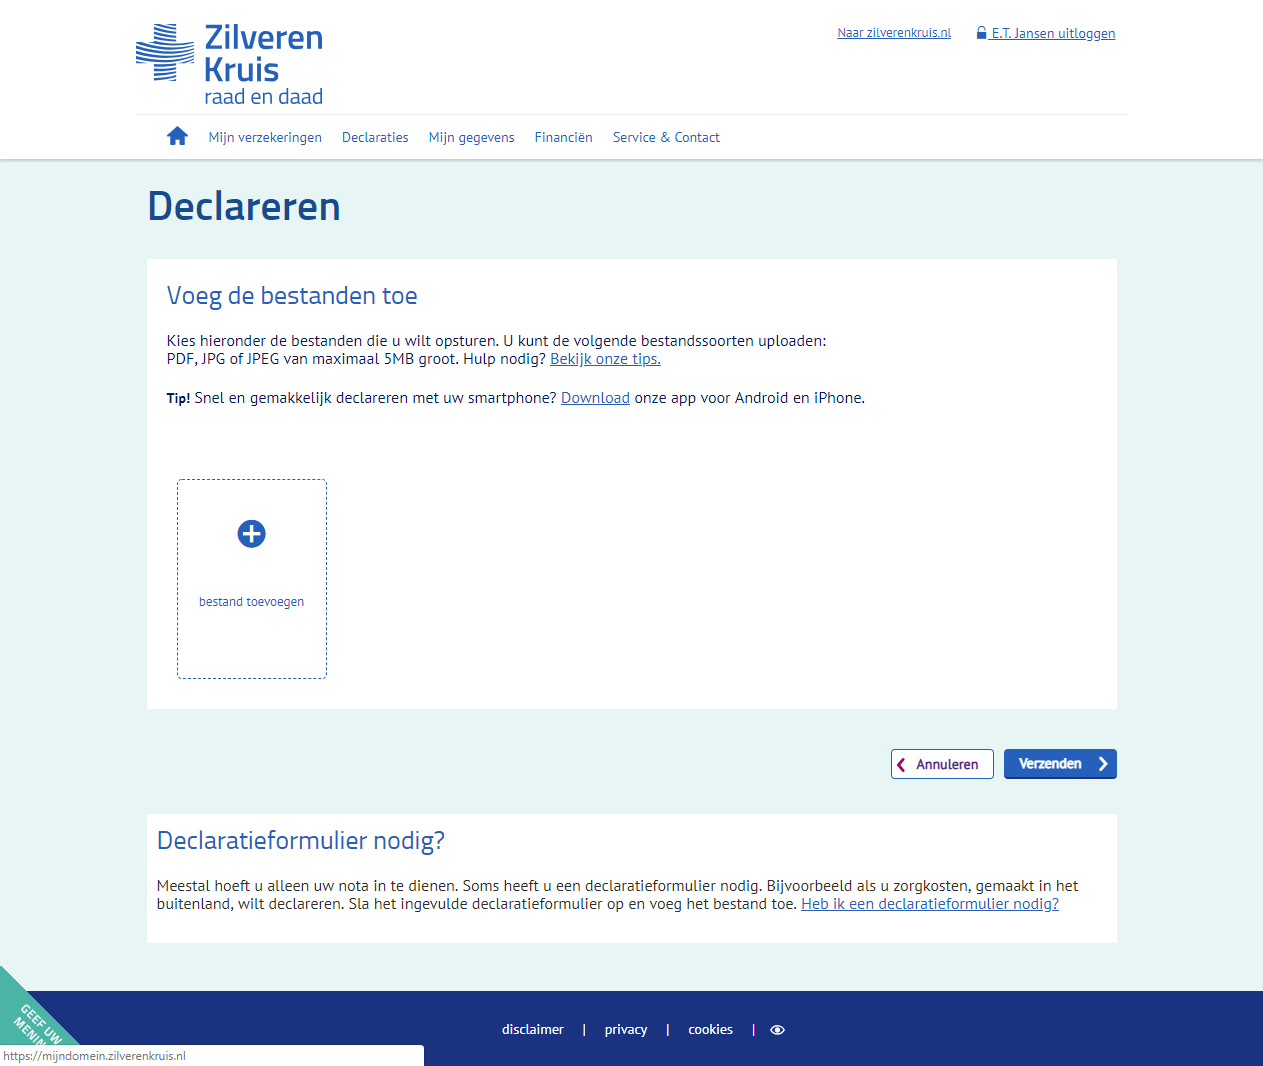 Zilveren
Kruis
raad en daad
Naar zilverenkruis.nl
E.T. Jansen uitloggen
Mijn verzekeringen
Declaraties
Mijn gegevens
Financiën
Service & Contact
Declareren
Voeg de bestanden toe
Kies hieronder de bestanden die u wilt opsturen. U kunt de volgende bestandssoorten uploaden:
PDF, JPG of JPEG van maximaal 5MB groot. Hulp nodig? Bekijk onze tips.
Tip! Snel en gemakkelijk declareren met uw smartphone? Download onze app voor Android en iPhone.
bestand toevoegen
Annuleren
Verzenden
Declaratieformulier nodig?
Meestal hoeft u alleen uw nota in te dienen. Soms heeft u een declaratieformulier nodig. Bijvoorbeeld als u zorgkosten, gemaakt in het
buitenland, wilt declareren. Sla het ingevulde declaratieformulier op en voeg het bestand toe. Heb ik een declaratieformulier nodig?
GEEF UW
disclaimer | privacy | cookies |
https://mijndomein.zilverenkruis.nl